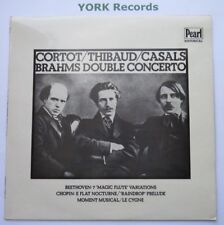 YORK Records
Pearl
HISTORICAL
CORTOT/THIBAUD/CASALS
BRAHMS DOUBLE CONCERTO
BEETHOVEN 7 'MAGIC FLUTE' VARIATIONS
CHOPIN E FLAT NOCTURNE/'RAINDROP' PRELUDE
MOMENT MUSICAL/LE CYGNE